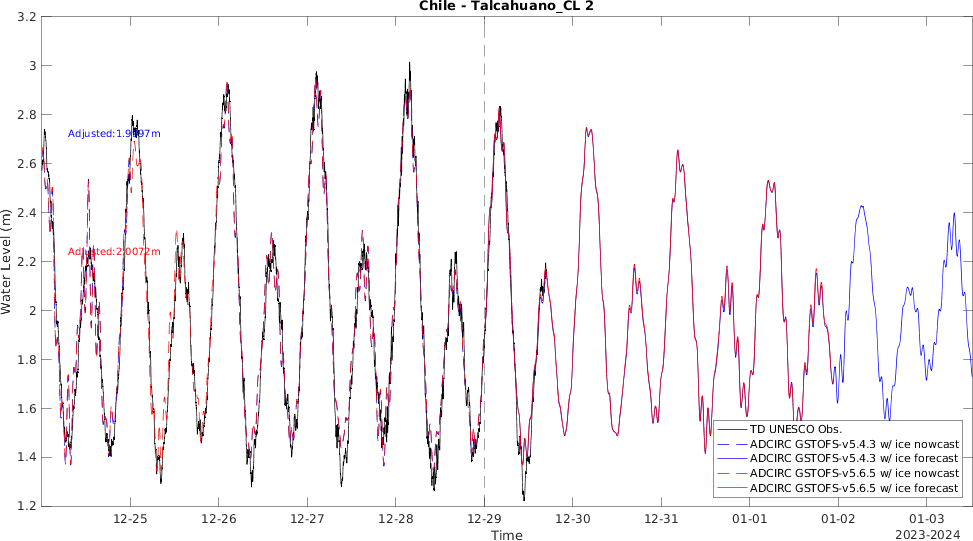 Chile - Talcahuano_CL 2
Water Level (m)
3.2
3
2.8
2.6
2.4
2.2
2
1.8
1.6
1.4
1.2
Adjusted:2.0072m
TD UNESCO Obs.
ADCIRC GSTOFS-v5.4.3 w/ ice nowcast
ADCIRC GSTOFS-v5.4.3 w/ ice forecast
ADCIRC GSTOFS-v5.6.5 w/ ice nowcast
ADCIRC GSTOFS-v5.6.5 w/ ice forecast
12-25 12-26 12-27 12-28 12-29 12-30 12-31 01-01 01-02 01-03
Time
2023-2024